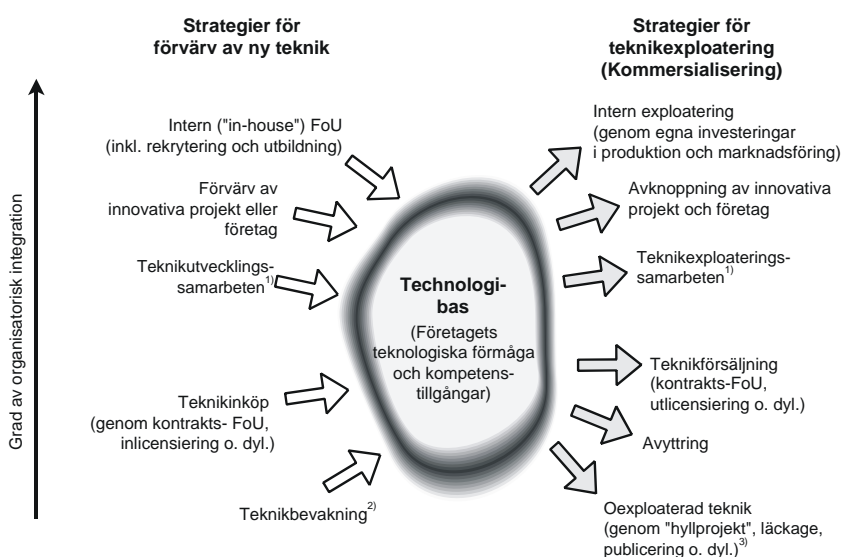 Strategier för
förvärv av ny teknik
Strategier för
teknikexploatering
(Kommersialisering)
Grad av organisatorisk integration
Intern ("in-house") FoU
(inkl. rekrytering och utbildning)
Förvärv av
innovativa projekt eller
företag
Teknikutvecklings-
samarbeten1)
Teknikinköp
(genom kontrakts- FoU,
inlicensiering o. dyl.)
Teknikbevakning2)
Technologi-
bas
(Företagets
teknologiska förmåga
och kompetens-
tillgångar)
Intern exploatering
(genom egna investeringar
i produktion och marknadsföring)
Avknoppning av innovativa
projekt och företag
Teknikexploaterings-
samarbeten1)
Teknikförsäljning
(kontrakts-FoU,
utlicensiering o. dyl.)
Avyttring
Oexploaterad teknik
(genom "hyllprojekt", läckage,
publicering o. dyl.)3)